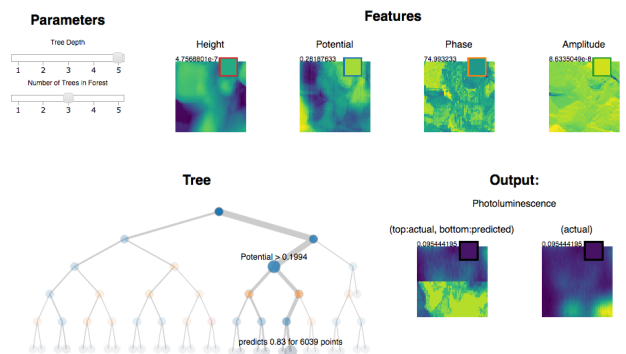 Parameters
Features
Tree Depth
1 2 3 4 5
Number of Trees in Forest
1 2 3 4 5
Height
Potential
Phase
Amplitude
4.7566801e-7
0.28187633
74.993233
8.6335049e-8
Tree
Output:
Photoluminescence
(top:actual, bottom:predicted)
(actual)
0.095444195
0.095444195
Potential > 0.1994
predicts 0.83 for 6039 points